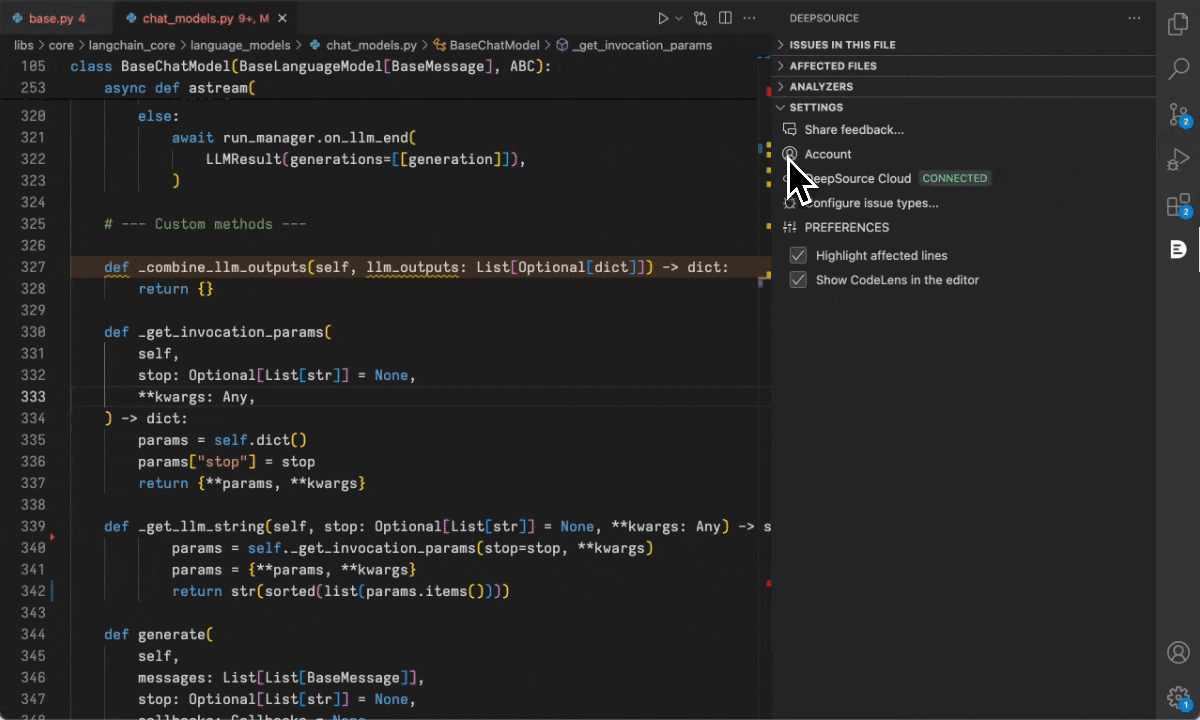 base.py 4
chat_models.py 9+, M
libs > core > langchain_core > language_models > chat_models.py > BaseChatModel > _get_invocation_params
105 class BaseChatModel(BaseLanguageModel[BaseMessage], ABC):
253 async def astream(
320 else:
321 await run_manager.on_llm_end(
322 LLMResult(generations=[[generation]]),
323 )
324
325 # --- Custom methods ---
326
327 def _combine_llm_outputs(self, llm_outputs: List[Optional[dict]]) -> dict:
328 return {}
329
330 def _get_invocation_params(
331 self,
332 stop: Optional[List[str]] = None,
333 **kwargs: Any,
334 ) -> dict:
335 params = self.dict()
336 params["stop"] = stop
337 return {**params, **kwargs}
338
339 def _get_llm_string(self, stop: Optional[List[str]] = None, **kwargs: Any) -> s
340 params = self._get_invocation_params(stop=stop, **kwargs)
341 params = {**params, **kwargs}
342 return str(sorted(list(params.items())))
343
344 def generate(
345 self,
346 messages: List[List[BaseMessage]],
347 stop: Optional[List[str]] = None,
DEEPSOURCE
ISSUES IN THIS FILE
AFFECTED FILES
ANALYZERS
SETTINGS
Share feedback...
Account
DeepSource Cloud CONNECTED
Configure issue types...
PREFERENCES
Highlight affected lines
Show CodeLens in the editor
2
2
1